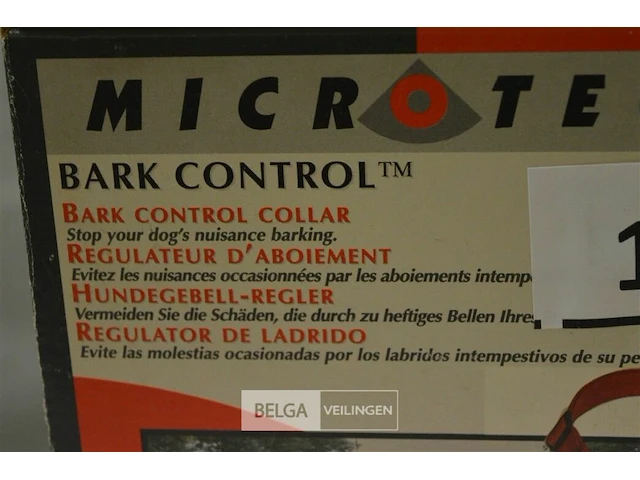 MICROTE
BARK CONTROL™
BARK CONTROL COLLAR
Stop your dog's nuisance barking.
REGULATEUR D'ABOIEMENT
Evitez les nuisances occasionnées par les aboiements intemp
HUNDEGEBELL-REGLER
Vermeiden Sie die Schäden, die durch zu heftiges Bellen Ihres
REGULATOR DE LADRIDO
Evite las molestias ocasionadas por los labridos intempestivos de su pe
1
BELGA VEILINGEN